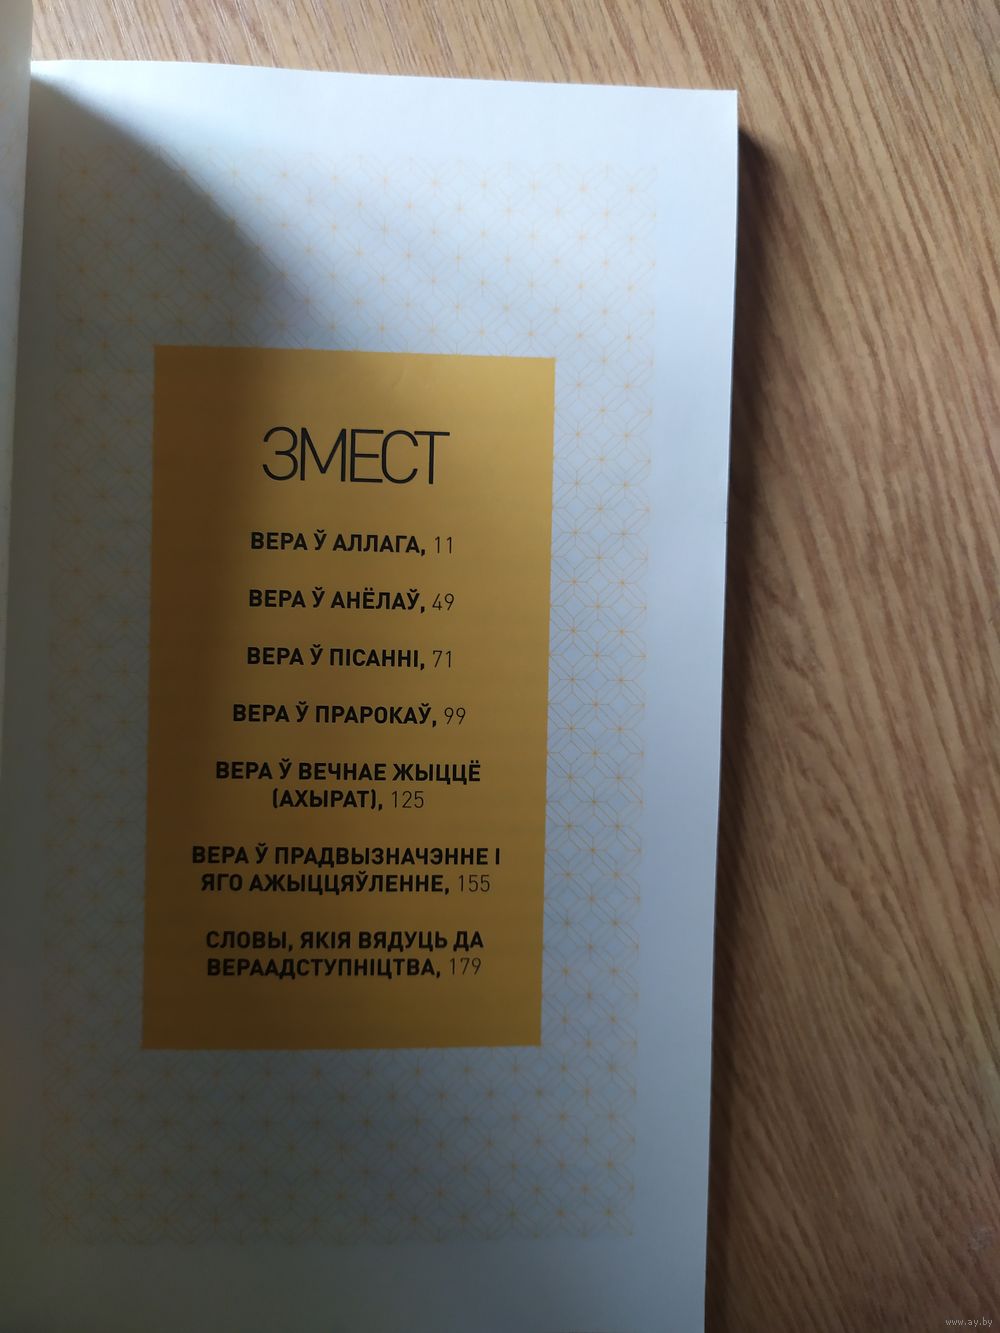 ЗМЕСТ
ВЕРА Ў АЛЛАГА, 11
ВЕРА Ў АНЁЛАЎ, 49
ВЕРА Ў ПІСАННІ, 71
ВЕРА Ў ПРАРОКАЎ, 99
ВЕРА Ў ВЕЧНАЕ ЖЫЦЦЁ
(АХЫРАТ), 125
ВЕРА Ў ПРАДВЫЗНАЧЭННЕ І
ЯГО АЖЫЦЦЯЎЛЕННЕ, 155
СЛОВЫ, ЯКІЯ ВЯДУЦЬ ДА
ВЕРААДСТУПНІЦТВА, 179
www.ay.by